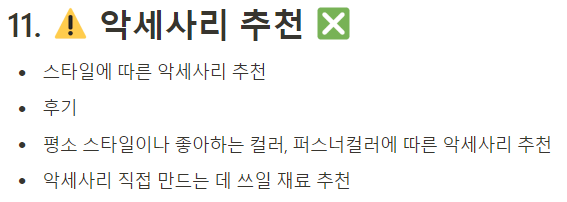 11. ⚠️ 악세사리 추천 ❎
• 스타일에 따른 악세사리 추천
• 후기
• 평소 스타일이나 좋아하는 컬러, 퍼스너컬러에 따른 악세사리 추천
• 악세사리 직접 만드는 데 쓰일 재료 추천